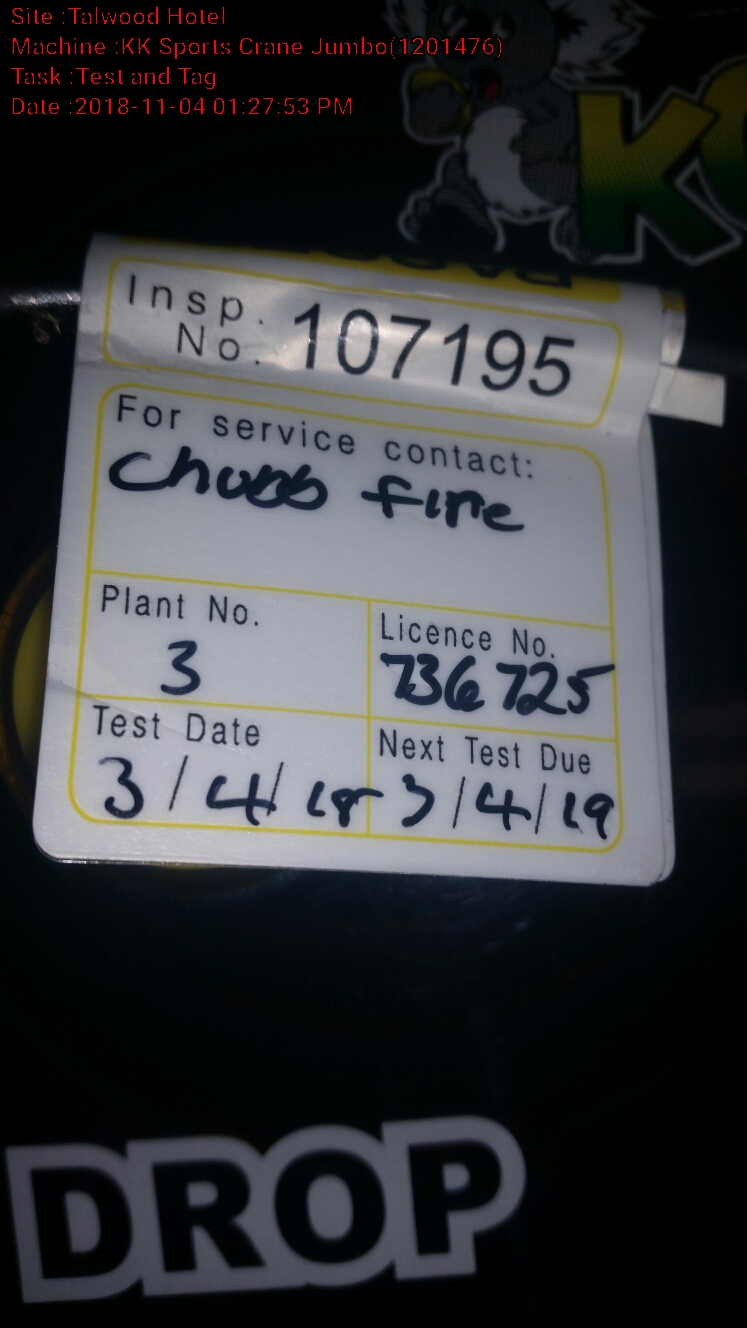 Site :Talwood Hotel
Machine :KK Sports Crane Jumbo(1201476)
Task :Test and Tag
Date :2018-11-04 01:27:53 PM
Insp. No. 107195
For service contact:
Chubb fire
Plant No.
3
Licence No.
736725
Test Date
3/4/18
Next Test Due
3/4/19
DROP